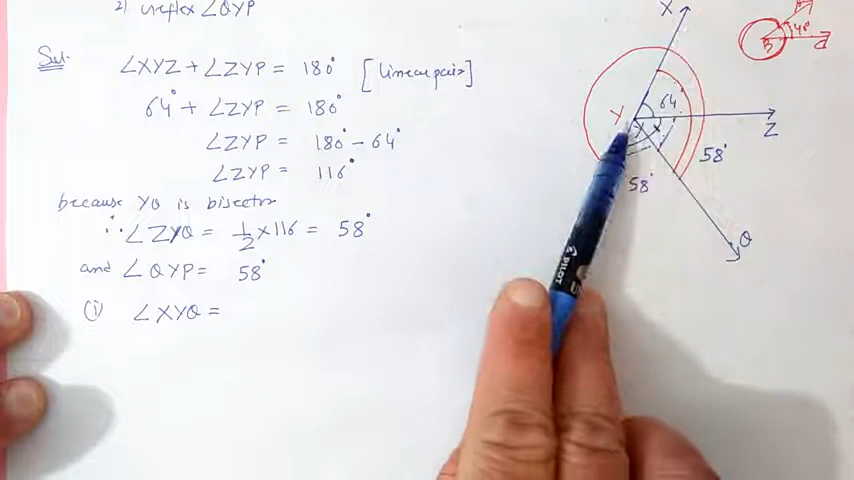 2) reflex ∠QYP
Sol.
∠XYZ + ∠ZYP = 180° [linear pair]
64° + ∠ZYP = 180°
∠ZYP = 180° - 64°
∠ZYP = 116°
because YQ is bisector
∴ ∠ZYQ = 1/2 × 116 = 58°
and ∠QYP = 58°
(i) ∠XYQ =
X
64°
Y
Z
58°
58°
Q
B
40°
PILOT